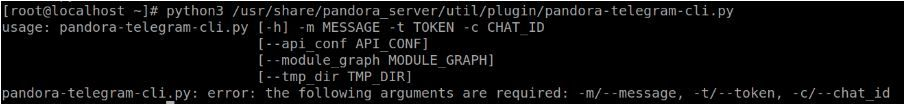 [root@localhost ~]# python3 /usr/share/pandora_server/util/plugin/pandora-telegram-cli.py
usage: pandora-telegram-cli.py [-h] -m MESSAGE -t TOKEN -c CHAT_ID
[--api_conf API_CONF]
[--module_graph MODULE_GRAPH]
[--tmp_dir TMP_DIR]
pandora-telegram-cli.py: error: the following arguments are required: -m/--message, -t/--token, -c/--chat_id